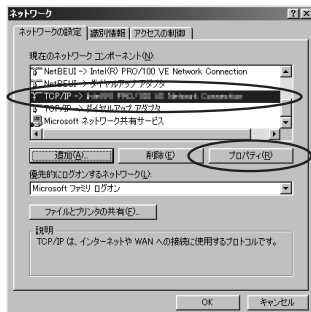 ネットワーク
ネットワークの設定 識別情報 アクセスの制御
現在のネットワーク コンポーネント(N):
NetBEUI -> Intel(R) PRO/100 VE Network Connection
NetBEUI -> ダイヤルアップ アダプタ
TCP/IP ->
TCP/IP -> ダイヤルアップ アダプタ
Microsoft ネットワーク共有サービス
追加(A)... 削除(E) プロパティ(R)
優先的にログオンするネットワーク(L):
Microsoft ファミリ ログオン
ファイルとプリンタの共有(F)...
説明
TCP/IP は、インターネットや WAN への接続に使用するプロトコルです。
OK キャンセル